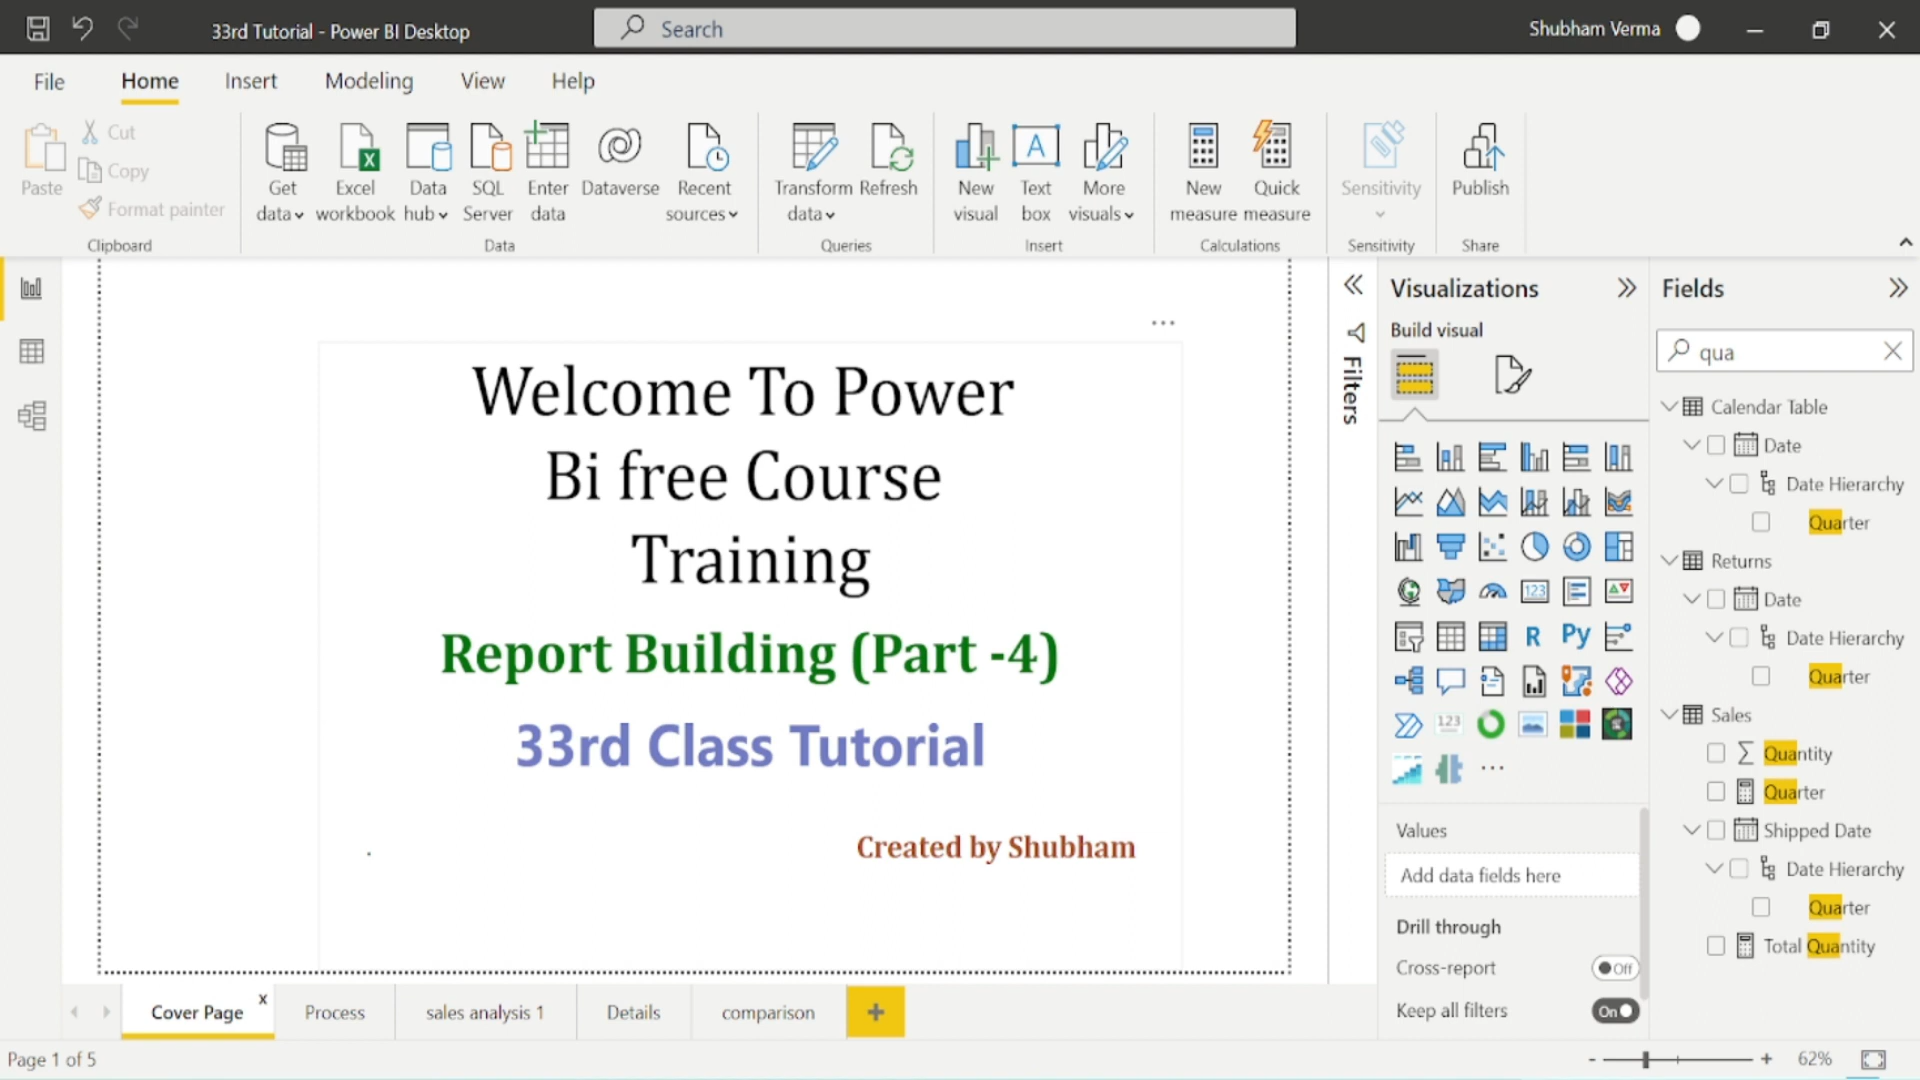 33rd Tutorial - Power BI Desktop
Search
Shubham Verma
File
Home
Insert
Modeling
View
Help
Paste
Cut
Copy
Format painter
Clipboard
Get data
Excel workbook
Data hub
SQL Server
Enter data
Dataverse
Recent sources
Data
Transform data
Refresh
Queries
New visual
Text box
More visuals
Insert
New measure
Quick measure
Calculations
Sensitivity
Sensitivity
Publish
Share
Welcome To Power
Bi free Course
Training
Report Building (Part -4)
33rd Class Tutorial
.
Created by Shubham
Filters
Visualizations
Build visual
123
R
Py
123
Values
Add data fields here
Drill through
Cross-report
Off
Keep all filters
On
Fields
qua
Calendar Table
Date
Date Hierarchy
Quarter
Returns
Date
Date Hierarchy
Quarter
Sales
Quantity
Quarter
Shipped Date
Date Hierarchy
Quarter
Total Quantity
Cover Page
x
Process
sales analysis 1
Details
comparison
+
Page 1 of 5
- + 62%